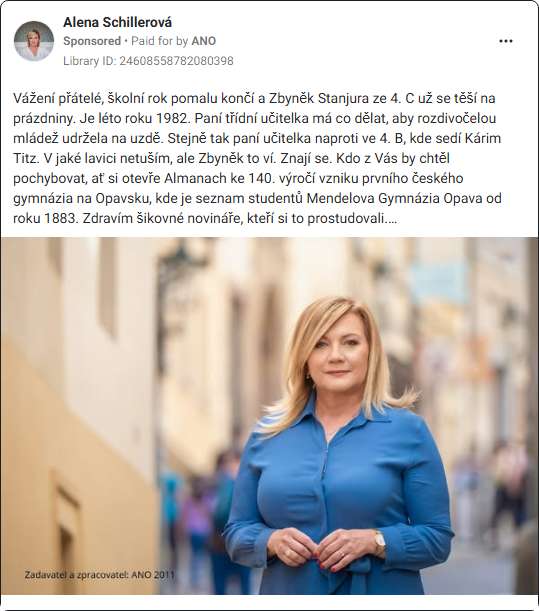 Alena Schillerová
Sponsored • Paid for by ANO
Library ID: 24608558782080398
Vážení přátelé, školní rok pomalu končí a Zbyněk Stanjura ze 4. C už se těší na
prázdniny. Je léto roku 1982. Paní třídní učitelka má co dělat, aby rozdivočelou
mládež udržela na uzdě. Stejně tak paní učitelka naproti ve 4. B, kde sedí Kárim
Titz. V jaké lavici netuším, ale Zbyněk to ví. Znají se. Kdo z Vás by chtěl
pochybovat, ať si otevře Almanach ke 140. výročí vzniku prvního českého
gymnázia na Opavsku, kde je seznam studentů Mendelova Gymnázia Opava od
roku 1883. Zdravím šikovné novináře, kteří si to prostudovali....
Zadavatel a zpracovatel: ANO 2011